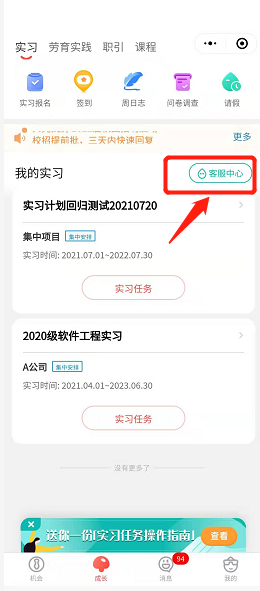 实习 劳育实践 职引 课程
实习报名 签到 周日志 问卷调查 请假
校招提前批，三天内快速回复 更多
我的实习 客服中心
实习计划回归测试20210720
集中项目 集中安排
实习时间: 2021.07.01~2022.07.30
实习任务
2020级软件工程实习
A公司 集中安排
实习时间: 2021.04.01~2023.06.30
实习任务
没有更多了
送你一份实习任务操作指南! 查看
94
机会 成长 消息 我的